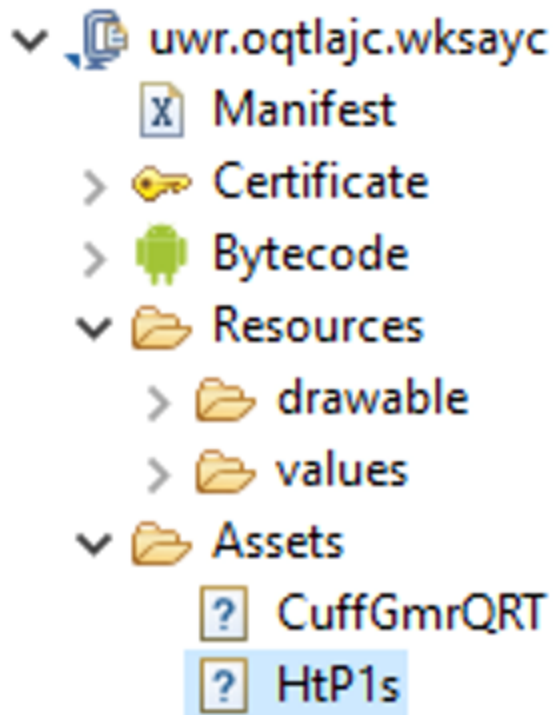 uwr.oqtlajc.wksayc
Manifest
Certificate
Bytecode
Resources
drawable
values
Assets
CuffGmrQRT
HtP1s